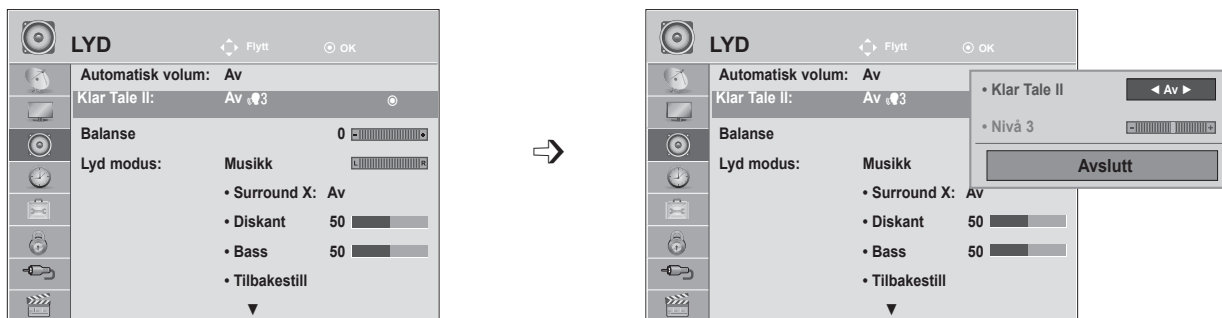 LYD Flytt OK
Automatisk volum: Av
Klar Tale II: Av 3
Balanse 0 - +
Lyd modus: Musikk L R
• Surround X: Av
• Diskant 50
• Bass 50
• Tilbakestill
▼
LYD Flytt OK
Automatisk volum: Av
Klar Tale II: Av 3
Balanse
Lyd modus: Musikk
• Surround X: Av
• Diskant 50
• Bass 50
• Tilbakestill
▼
• Klar Tale II ◄ Av ►
• Nivå 3 - +
Avslutt